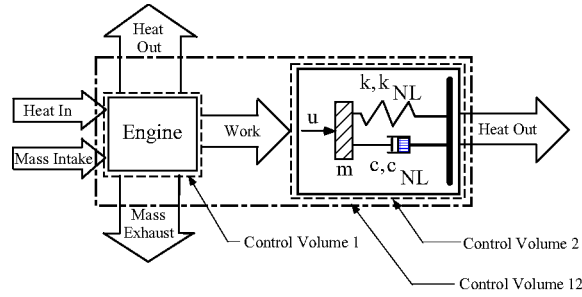 Heat
Out
Heat In
Mass Intake
Engine
Work
u
k, k NL
m
c, c NL
Heat Out
Mass
Exhaust
Control Volume 1
Control Volume 2
Control Volume 12